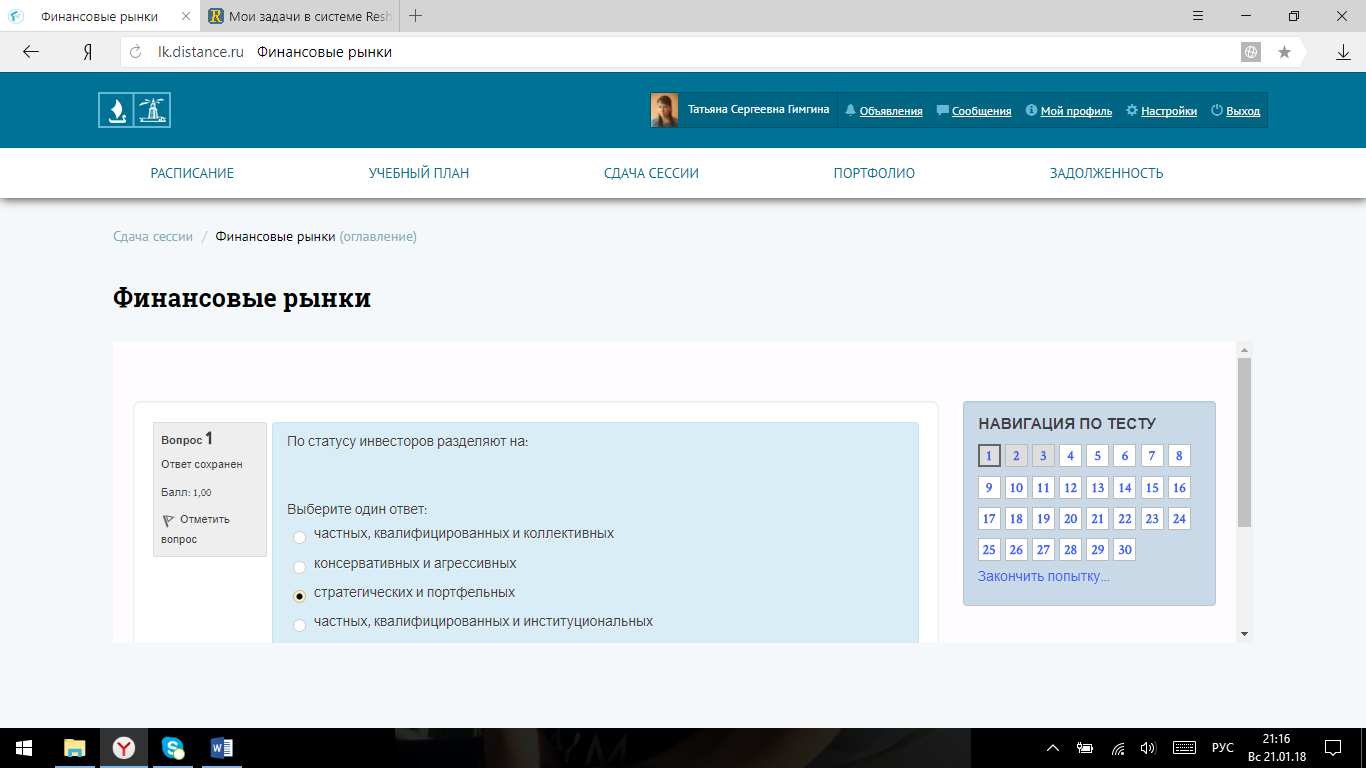 Финансовые рынки
Мои задачи в системе Resh
lk.distance.ru Финансовые рынки
Татьяна Сергеевна Гимгина Объявления Сообщения Мой профиль Настройки Выход
РАСПИСАНИЕ УЧЕБНЫЙ ПЛАН СДАЧА СЕССИИ ПОРТФОЛИО ЗАДОЛЖЕННОСТЬ
Сдача сессии / Финансовые рынки (оглавление)
Финансовые рынки
Вопрос 1
Ответ сохранен
Балл: 1,00
Отметить
вопрос
По статусу инвесторов разделяют на:
Выберите один ответ:
частных, квалифицированных и коллективных
консервативных и агрессивных
стратегических и портфельных
частных, квалифицированных и институциональных
НАВИГАЦИЯ ПО ТЕСТУ
1 2 3 4 5 6 7 8
9 10 11 12 13 14 15 16
17 18 19 20 21 22 23 24
25 26 27 28 29 30
Закончить попытку...
РУС
21:16
Вс 21.01.18